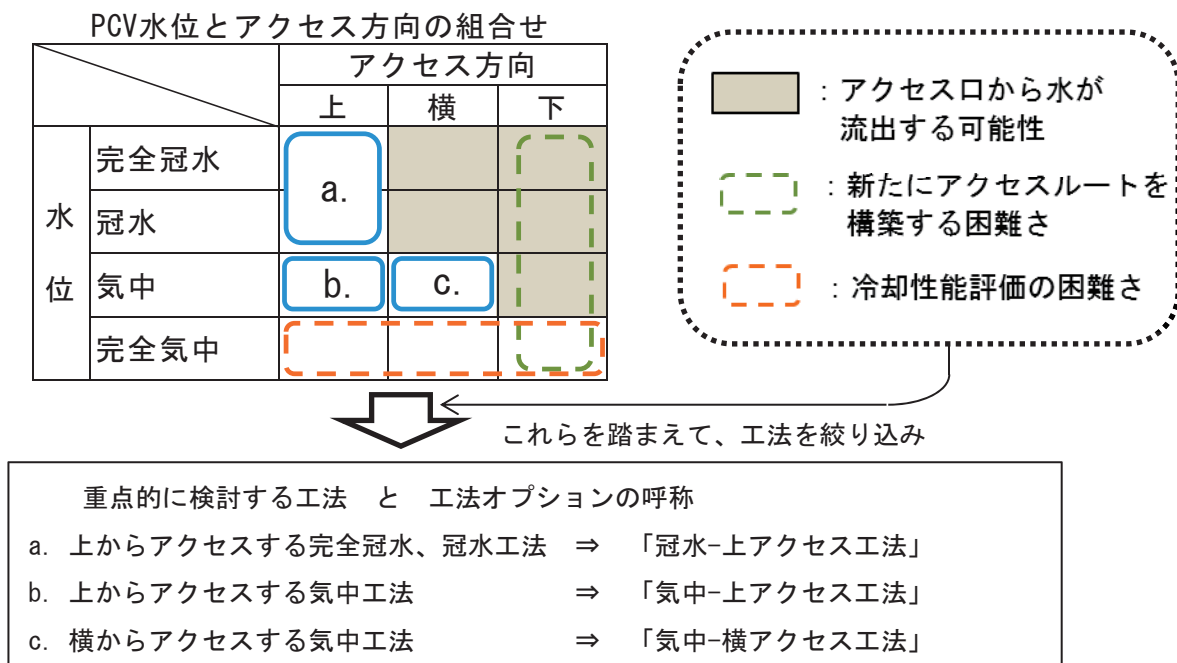 PCV水位とアクセス方向の組合せ
アクセス方向
上 横 下
水位
完全冠水
冠水
気中
完全気中
a.
b.
c.
：アクセス口から水が
流出する可能性
：新たにアクセスルートを
構築する困難さ
：冷却性能評価の困難さ
これらを踏まえて、工法を絞り込み
重点的に検討する工法　と　工法オプションの呼称
a. 上からアクセスする完全冠水、冠水工法 ⇒ 「冠水-上アクセス工法」
b. 上からアクセスする気中工法 ⇒ 「気中-上アクセス工法」
c. 横からアクセスする気中工法 ⇒ 「気中-横アクセス工法」